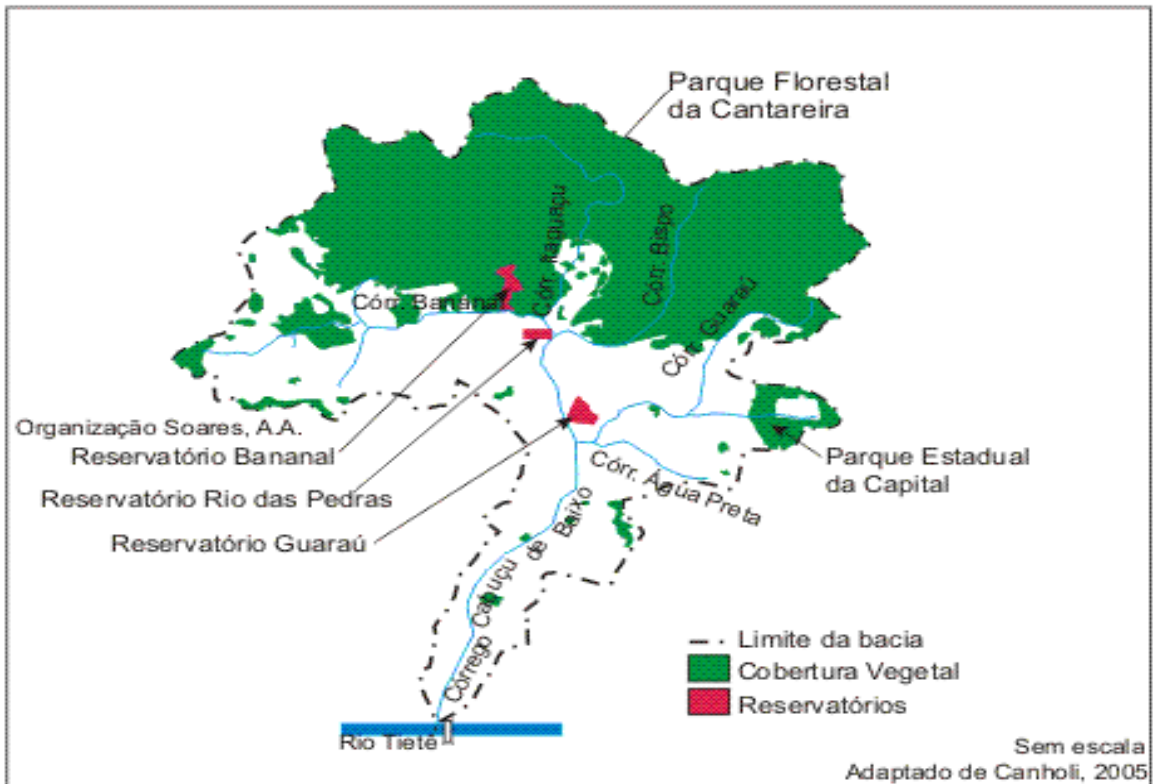 Parque Florestal
da Cantareira
Córr. Itaguaçu
Córr. Bispo
Córr. Bananal
Córr. Guaraú
Organização Soares, A.A.
Reservatório Bananal
Reservatório Rio das Pedras
Reservatório Guaraú
Parque Estadual
da Capital
Córr. Água Preta
Córrego Cabuçu de Baixo
Limite da bacia
Cobertura Vegetal
Reservatórios
Rio Tietê
Sem escala
Adaptado de Canholi, 2005